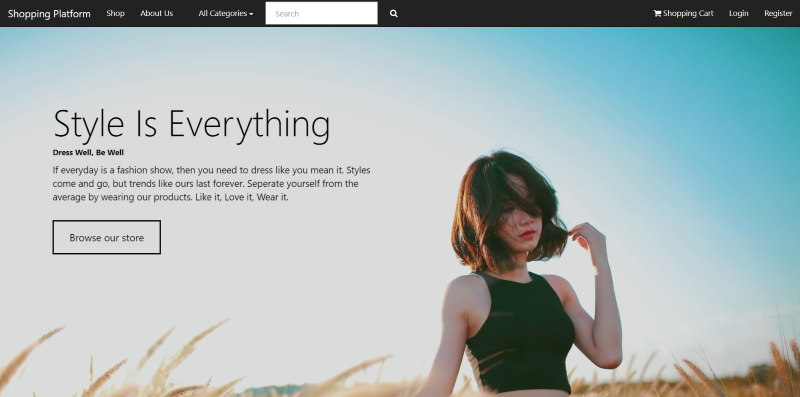 Shopping Platform Shop About Us All Categories Search Shopping Cart Login Register
Style Is Everything
Dress Well, Be Well
If everyday is a fashion show, then you need to dress like you mean it. Styles
come and go, but trends like ours last forever. Seperate yourself from the
average by wearing our products. Like it, Love it, Wear it.
Browse our store